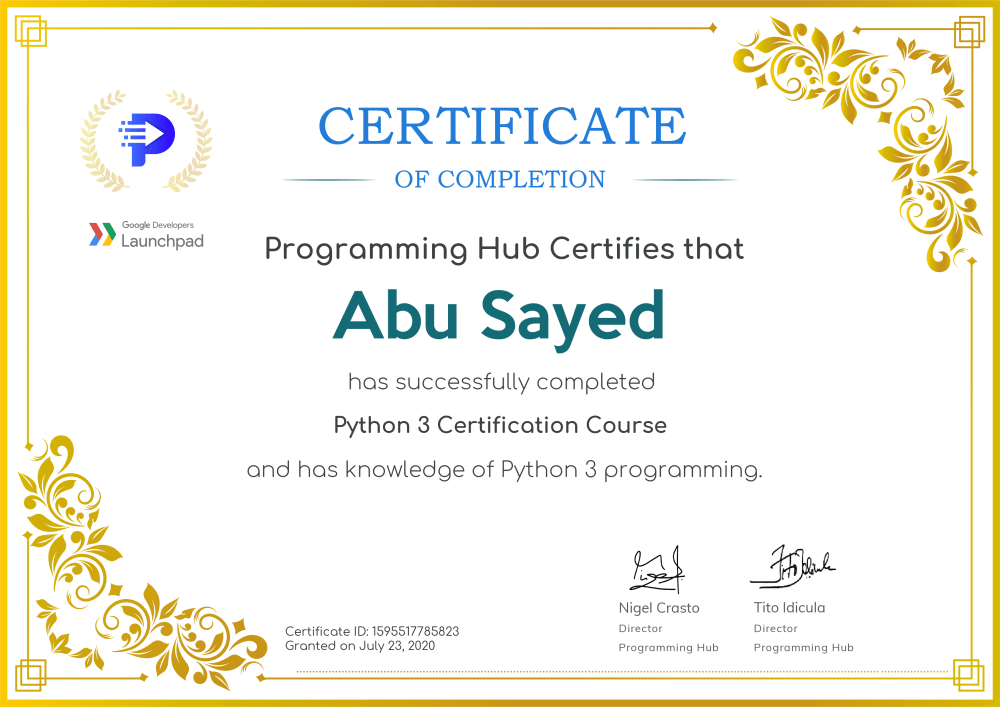 CERTIFICATE
OF COMPLETION
Google Developers
Launchpad
Programming Hub Certifies that
Abu Sayed
has successfully completed
Python 3 Certification Course
and has knowledge of Python 3 programming.
Certificate ID: 1595517785823
Granted on July 23, 2020
Nigel Crasto
Director
Programming Hub
Tito Idicula
Director
Programming Hub